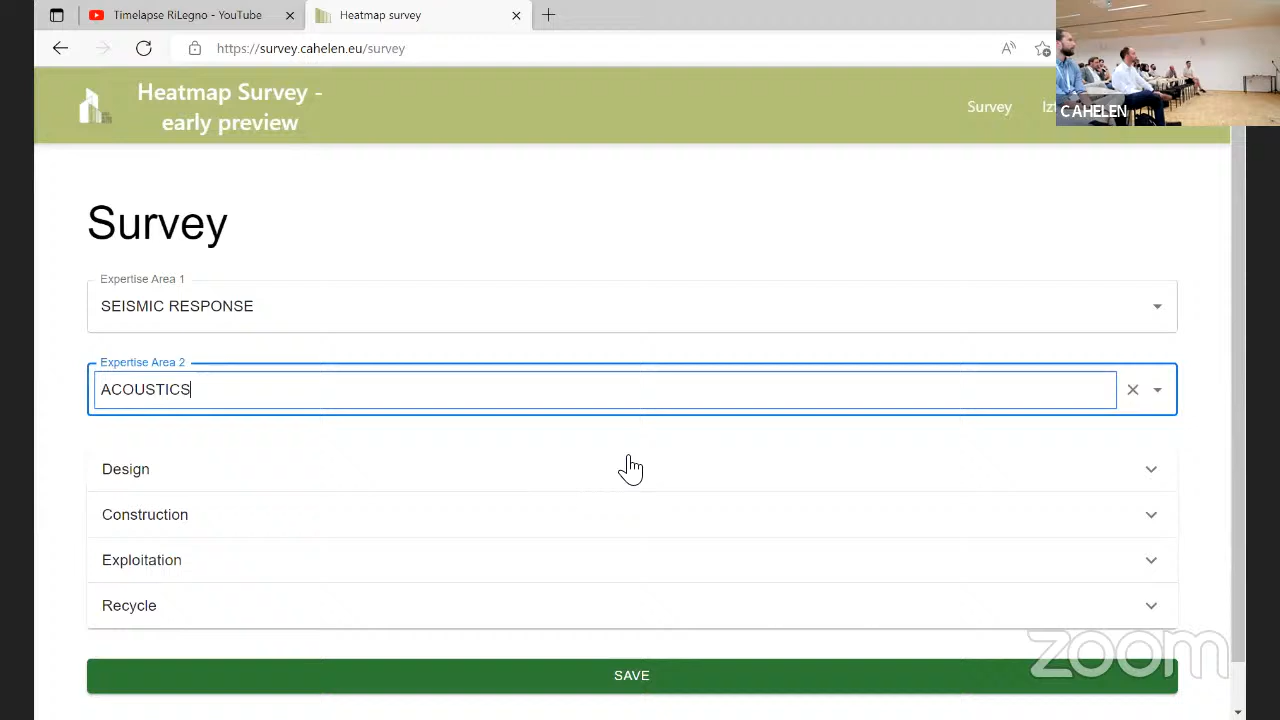 Timelapse RiLegno - YouTube
Heatmap survey
https://survey.cahelen.eu/survey
Heatmap Survey -
early preview
Survey
CAHELEN
Survey
Expertise Area 1
SEISMIC RESPONSE
Expertise Area 2
ACOUSTICS
Design
Construction
Exploitation
Recycle
SAVE
zoom